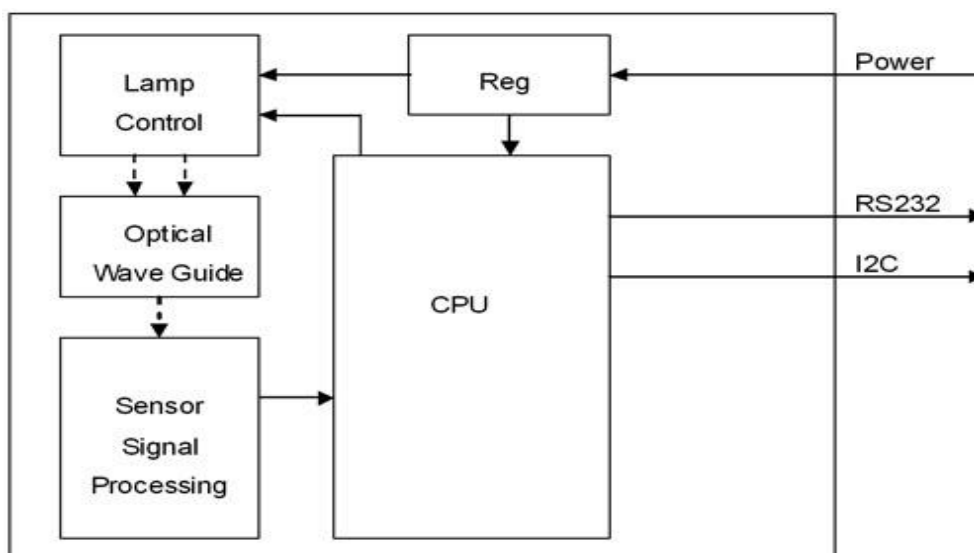 Lamp
Control
Reg
Power
Optical
Wave Guide
CPU
RS232
I2C
Sensor
Signal
Processing